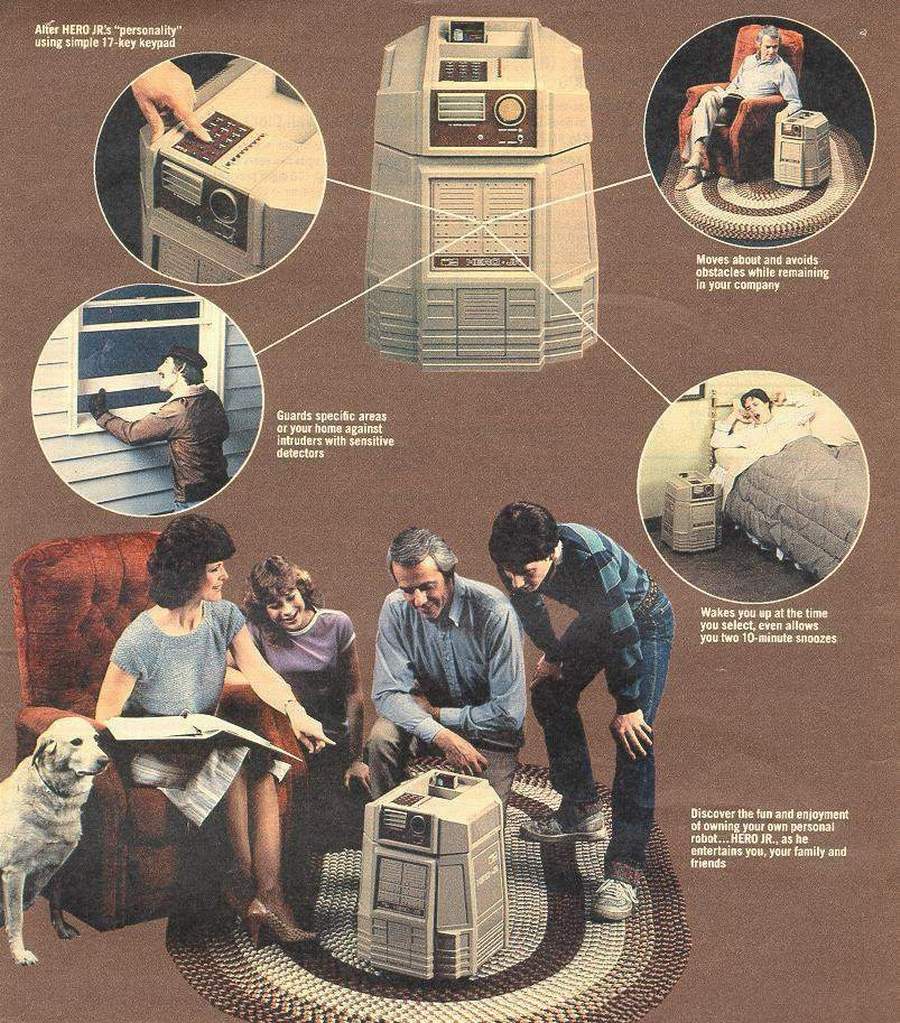 Alter HERO JR.'s "personality"
using simple 17-key keypad
HERO • JR
Moves about and avoids
obstacles while remaining
in your company
Guards specific areas
or your home against
intruders with sensitive
detectors
Wakes you up at the time
you select, even allows
you two 10-minute snoozes
Discover the fun and enjoyment
of owning your own personal
robot...HERO JR., as he
entertains you, your family and
friends